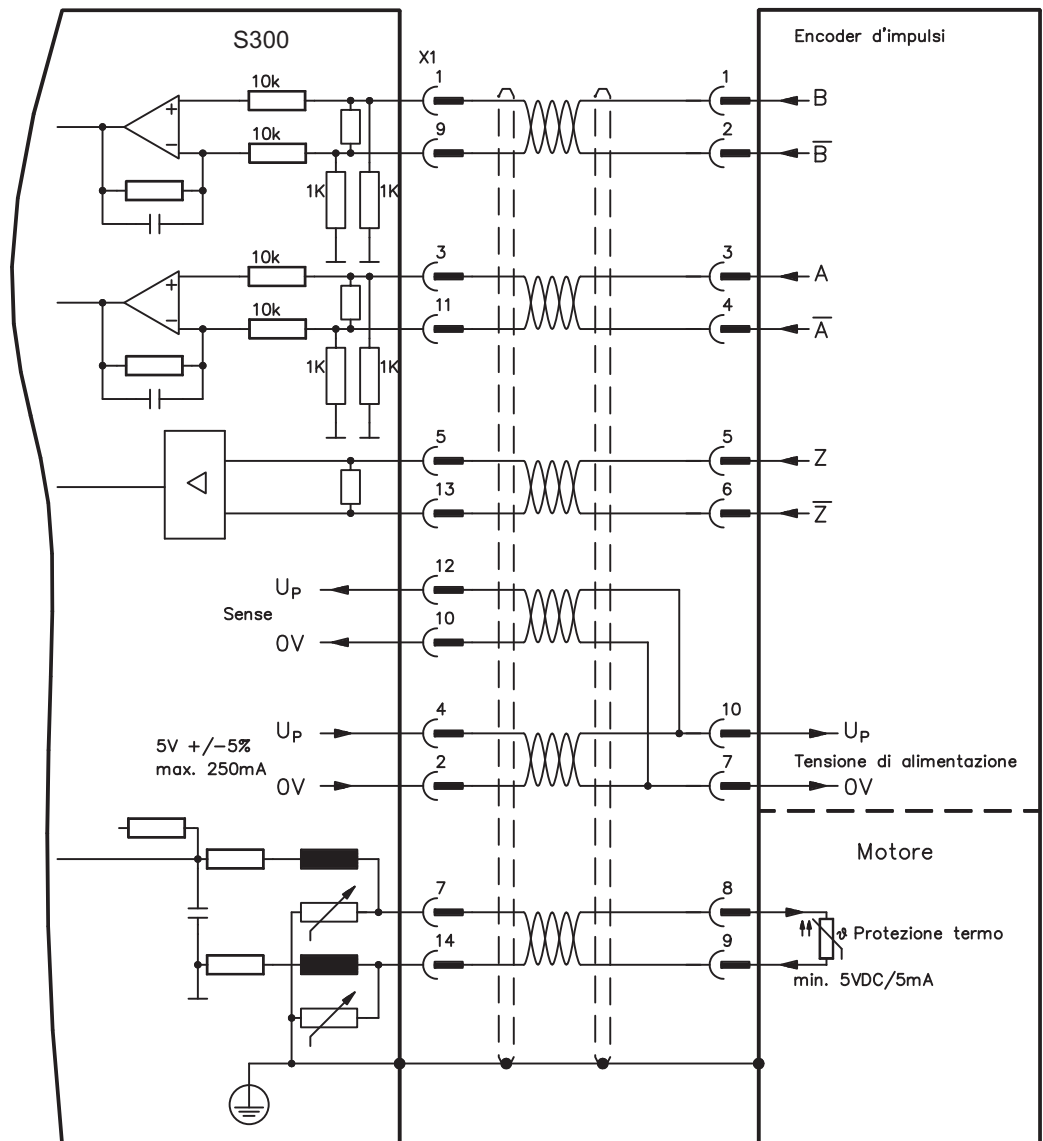 S300
Encoder d'impulsi
X1
10k
1
1
B
10k
9
2
B̅
1K
1K
10k
3
3
A
10k
11
4
A̅
1K
1K
5
5
Z
13
6
Z̅
12
UP
Sense
10
0V
4
10
UP
UP
5V +/-5%
max. 250mA
Tensione di alimentazione
2
7
0V
0V
Motore
7
8
ϑ Protezione termo
14
9
min. 5VDC/5mA